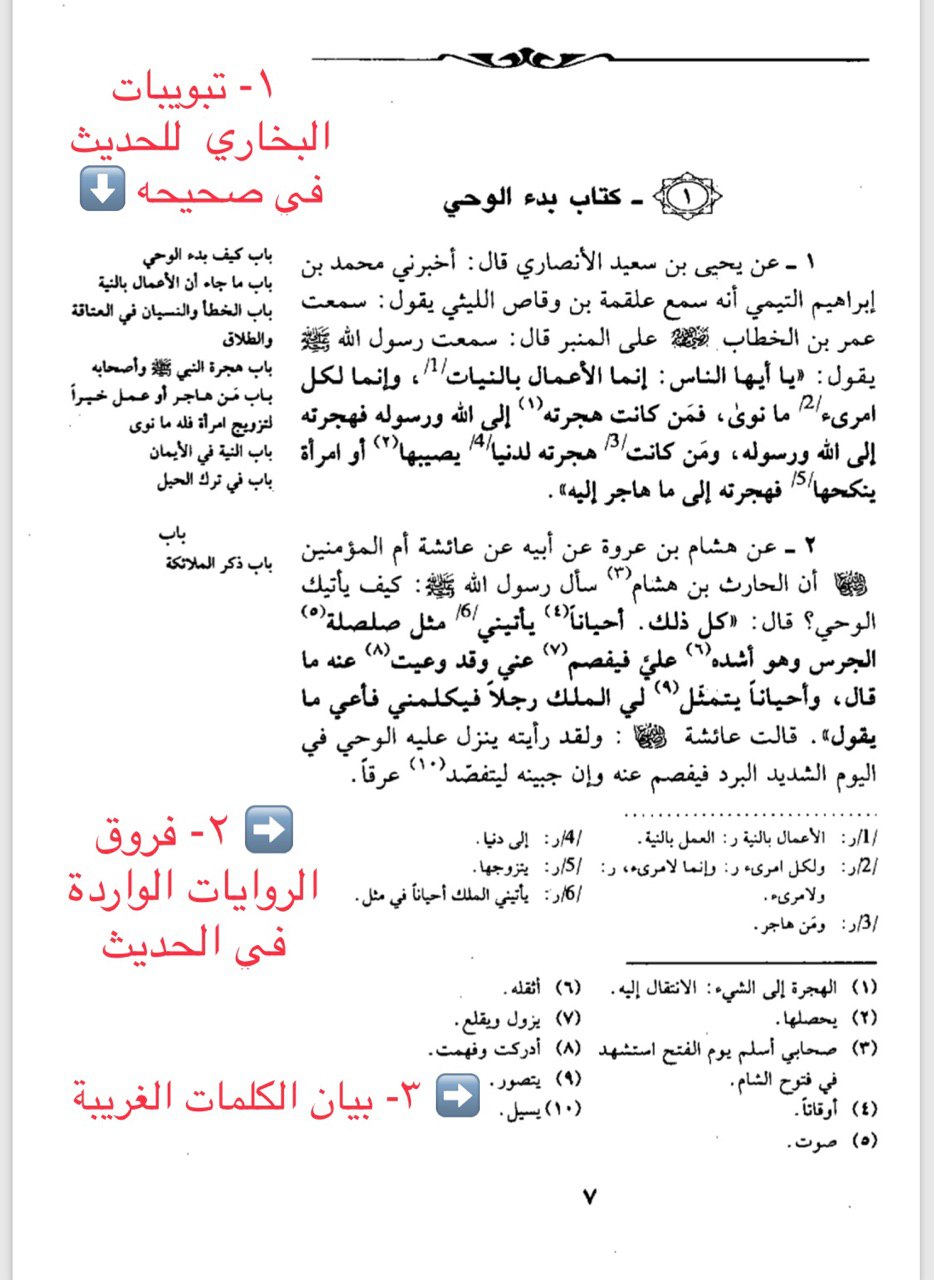 ١- تبويبات
البخاري للحديث
في صحيحه ⬇️
١ ـ كتاب بدء الوحي
١ ـ عن يحيى بن سعيد الأنصاري قال: أخبرني محمد بن
إبراهيم التيمي أنه سمع علقمة بن وقاص الليثي يقول: سمعت
عمر بن الخطاب رضي الله عنه على المنبر قال: سمعت رسول الله ﷺ
يقول: «يا أيها الناس: إنما الأعمال بالنيات/1/، وإنما لكل
امرىء/2/ ما نوىٰ، فمَن كانت هجرته(١) إلى الله ورسوله فهجرته
إلى الله ورسوله، ومَن كانت/3/ هجرته لدنيا/4/ يصيبها(٢) أو امرأة
ينكحها/5/ فهجرته إلى ما هاجر إليه».
باب كيف بدء الوحي
باب ما جاء أن الأعمال بالنية
باب الخطأ والنسيان في العتاقة
والطلاق
باب هجرة النبي ﷺ وأصحابه
باب مَن هاجر أو عمل خيراً
لتزويج امرأة فله ما نوى
باب النية في الأيمان
باب في ترك الحيل
٢ ـ عن هشام بن عروة عن أبيه عن عائشة أم المؤمنين
رضي الله عنها أن الحارث بن هشام(٣) سأل رسول الله ﷺ: كيف يأتيك
الوحي؟ قال: «كل ذلك. أحياناً(٤) يأتيني/6/ مثل صلصلة(٥)
الجرس وهو أشده(٦) عليّ فيفصم(٧) عني وقد وعيت(٨) عنه ما
قال، وأحياناً يتمثّل(٩) لي الملك رجلاً فيكلمني فأعي ما
يقول». قالت عائشة رضي الله عنها: ولقد رأيته ينزل عليه الوحي في
اليوم الشديد البرد فيفصم عنه وإن جبينه ليتفصّد(١٠) عرقاً.
باب
باب ذكر الملائكة
٢- فروق ➡️
الروايات الواردة
في الحديث
/1/ر: الأعمال بالنية ر: العمل بالنية.
/2/ر: ولكل امرىء ر: وإنما لامرىء، ر:
ولامرىء.
/3/ر: ومَن هاجر.
/4/ر: إلى دنيا.
/5/ر: يتزوجها.
/6/ر: يأتيني الملك أحياناً في مثل.
(١) الهجرة إلى الشيء: الانتقال إليه.
(٢) يحصلها.
(٣) صحابي أسلم يوم الفتح استشهد
في فتوح الشام.
(٤) أوقاتاً.
(٥) صوت.
(٦) أثقله.
(٧) يزول ويقلع.
(٨) أدركت وفهمت.
(٩) يتصور.
(١٠) يسيل.
➡️ ٣- بيان الكلمات الغريبة
٧